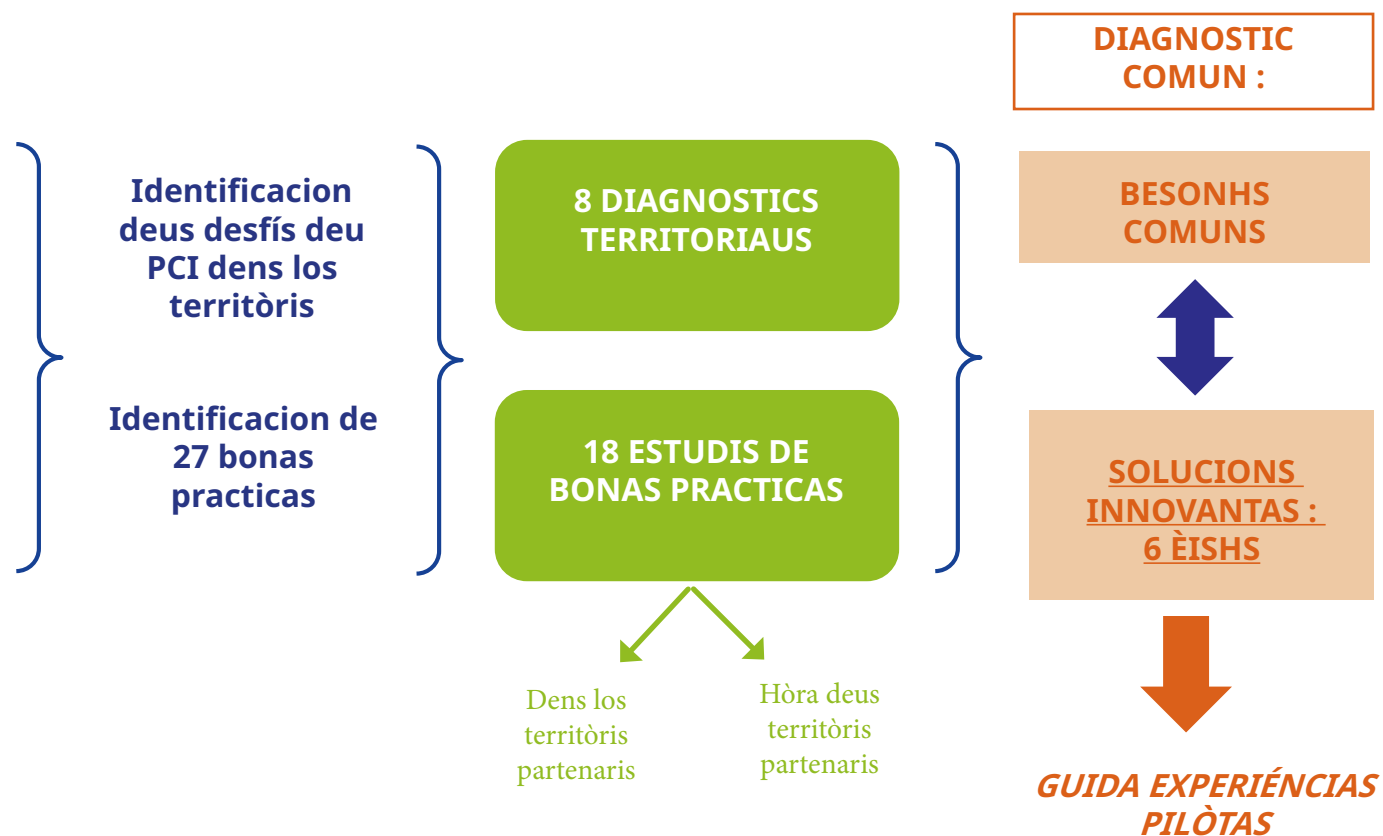 DIAGNOSTIC
COMUN :
Identificacion
deus desfís deu
PCI dens los
territòris
Identificacion de
27 bonas
practicas
8 DIAGNOSTICS
TERRITORIAUS
18 ESTUDIS DE
BONAS PRACTICAS
Dens los
territòris
partenaris
Hòra deus
territòris
partenaris
BESONHS
COMUNS
SOLUCIONS
INNOVANTAS :
6 ÈISHS
GUIDA EXPERIÉNCIAS
PILÒTAS